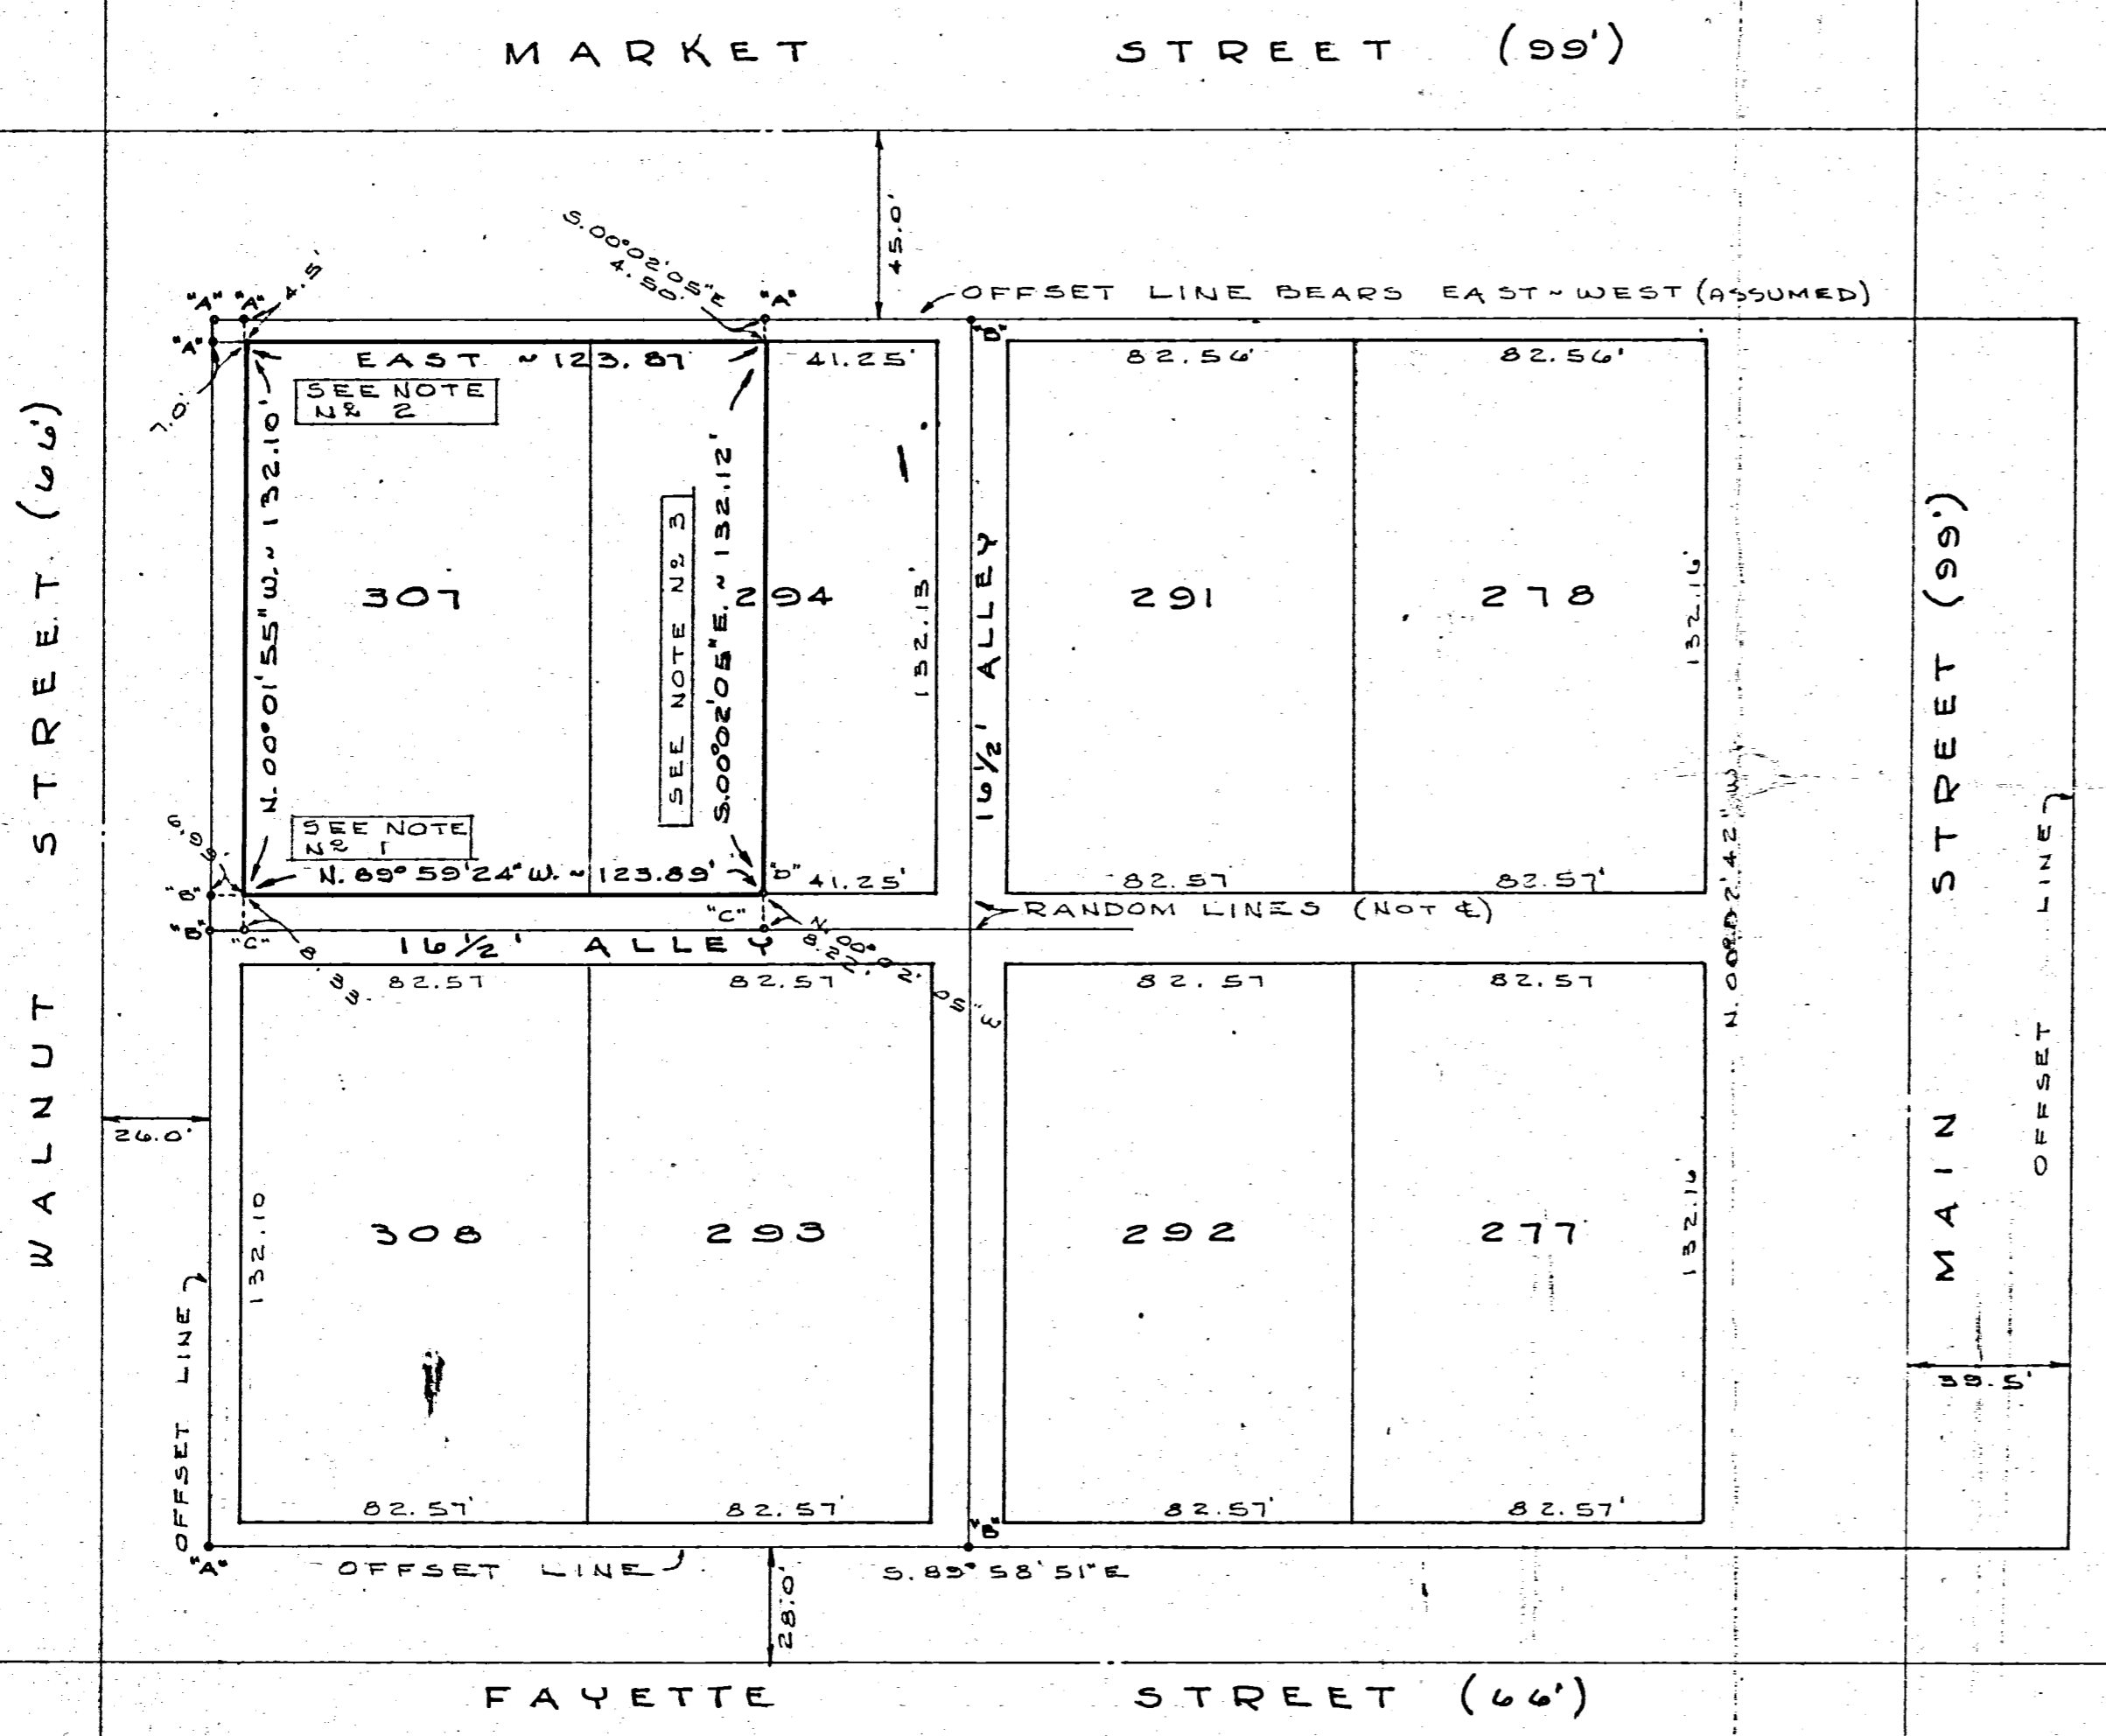 MARKET STREET (99')
45.0'
S.00°02'05"E
4.50'
4.5'
"A" "A" "A"
OFFSET LINE BEARS EAST~WEST (ASSUMED)
"A"
"B"
7.0'
EAST ~ 123.87
41.25'
82.56'
82.56'
SEE NOTE
Nº 2
N.00°01'55"W.~132.10'
SEE NOTE Nº 3
S.00°02'05"E.~132.12'
307
294
132.13'
16½' ALLEY
291
278
132.16'
WALNUT STREET (66')
MAIN STREET (99')
N.00°02'42"W
OFFSET LINE
SEE NOTE
Nº 1
N.89°59'24"W.~123.89'
"D"
41.25'
82.57
82.57'
"B"
"B"
"C"
"C"
RANDOM LINES (NOT ℄)
16½' ALLEY
8.33'
N.00°02'05"E
8.22'
82.57
82.57
82.57
82.57
26.0'
132.10
308
293
292
277
132.16'
39.5'
OFFSET LINE
82.57'
82.57'
82.57'
82.57'
"A"
"B"
OFFSET LINE
S.89°58'51"E
28.0'
FAYETTE STREET (66')